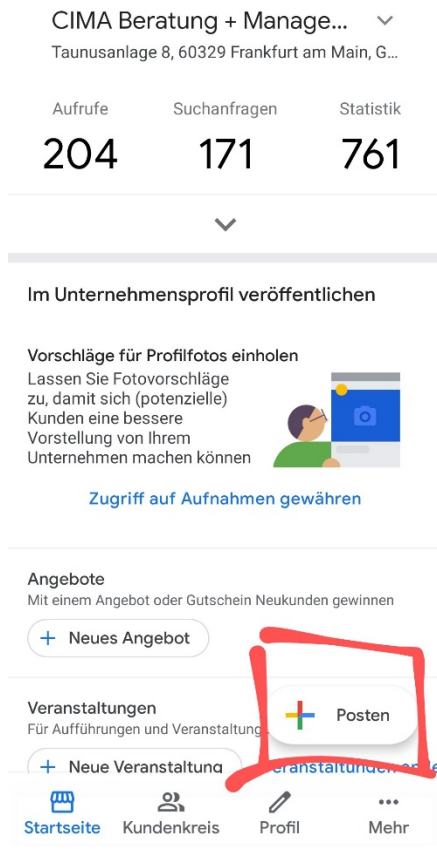 CIMA Beratung + Manage...
Taunusanlage 8, 60329 Frankfurt am Main, G...
Aufrufe Suchanfragen Statistik
204 171 761
Im Unternehmensprofil veröffentlichen
Vorschläge für Profilfotos einholen
Lassen Sie Fotovorschläge
zu, damit sich (potenzielle)
Kunden eine bessere
Vorstellung von Ihrem
Unternehmen machen können
Zugriff auf Aufnahmen gewähren
Angebote
Mit einem Angebot oder Gutschein Neukunden gewinnen
+ Neues Angebot
Veranstaltungen
Posten
Für Aufführungen und
+ Neue Veranstaltung
Startseite Kundenkreis Profil Mehr